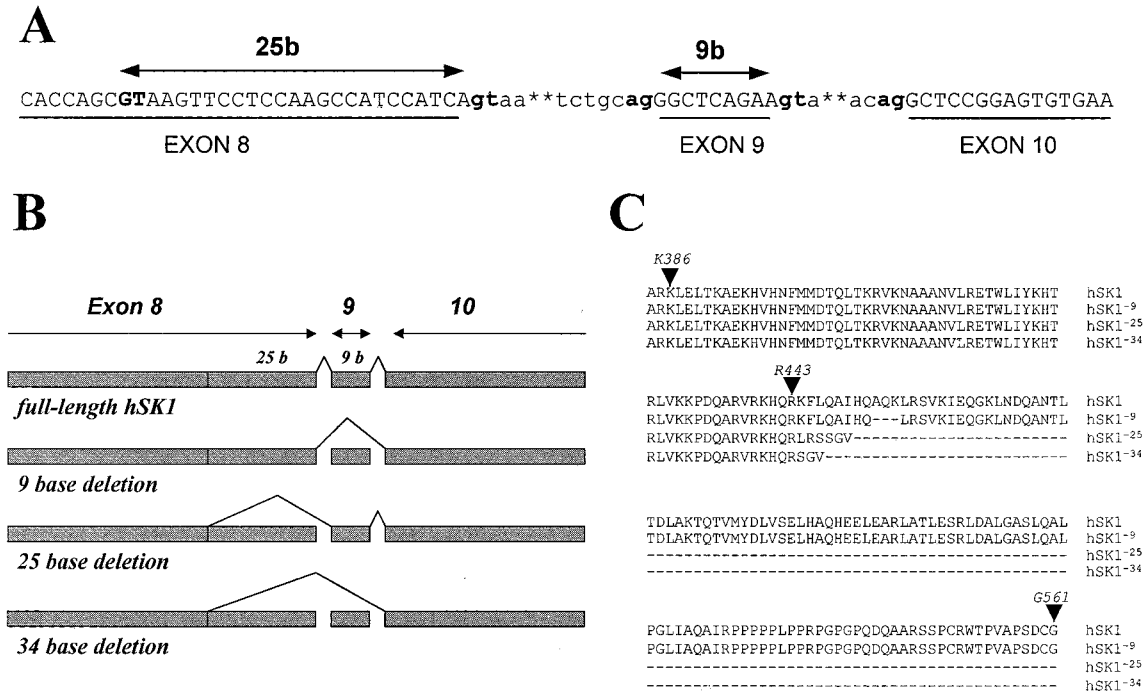 A
25b
9b
CACCAGCGTAAGTTCCTCCAAGCCATCCATCAgtaa**tctgcagGGCTCAGAAgta**acagGCTCCGGAGTGTGAA
EXON 8
EXON 9
EXON 10
B
Exon 8
9
10
25 b
9 b
full-length hSK1
9 base deletion
25 base deletion
34 base deletion
C
K386
ARKLELTKAEKHVHNFMMDTQLTKRVKNAAANVLRETWLIYKHT hSK1
ARKLELTKAEKHVHNFMMDTQLTKRVKNAAANVLRETWLIYKHT hSK1-9
ARKLELTKAEKHVHNFMMDTQLTKRVKNAAANVLRETWLIYKHT hSK1-25
ARKLELTKAEKHVHNFMMDTQLTKRVKNAAANVLRETWLIYKHT hSK1-34
R443
RLVKKPDQARVRKHQRKFLQAIHQAQKLRSVKIEQGKLNDQANTL hSK1
RLVKKPDQARVRKHQRKFLQAIHQ---LRSVKIEQGKLNDQANTL hSK1-9
RLVKKPDQARVRKHQRLRSSGV----------------------- hSK1-25
RLVKKPDQARVRKHQRSGV-------------------------- hSK1-34
TDLAKTQTVMYDLVSELHAQHEELEARLATLESRLDALGASLQAL hSK1
TDLAKTQTVMYDLVSELHAQHEELEARLATLESRLDALGASLQAL hSK1-9
--------------------------------------------- hSK1-25
--------------------------------------------- hSK1-34
G561
PGLIAQAIRPPPPPLPPRPGPGPQDQAARSSPCRWTPVAPSDCG hSK1
PGLIAQAIRPPPPPLPPRPGPGPQDQAARSSPCRWTPVAPSDCG hSK1-9
-------------------------------------------- hSK1-25
-------------------------------------------- hSK1-34